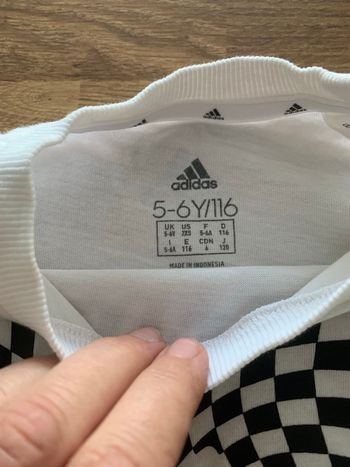 adidas
5-6Y/116
UK US F D
5-6Y 2XS 5-6A 116
I E CDN J
5-6A 116 6 120
MADE IN INDONESIA